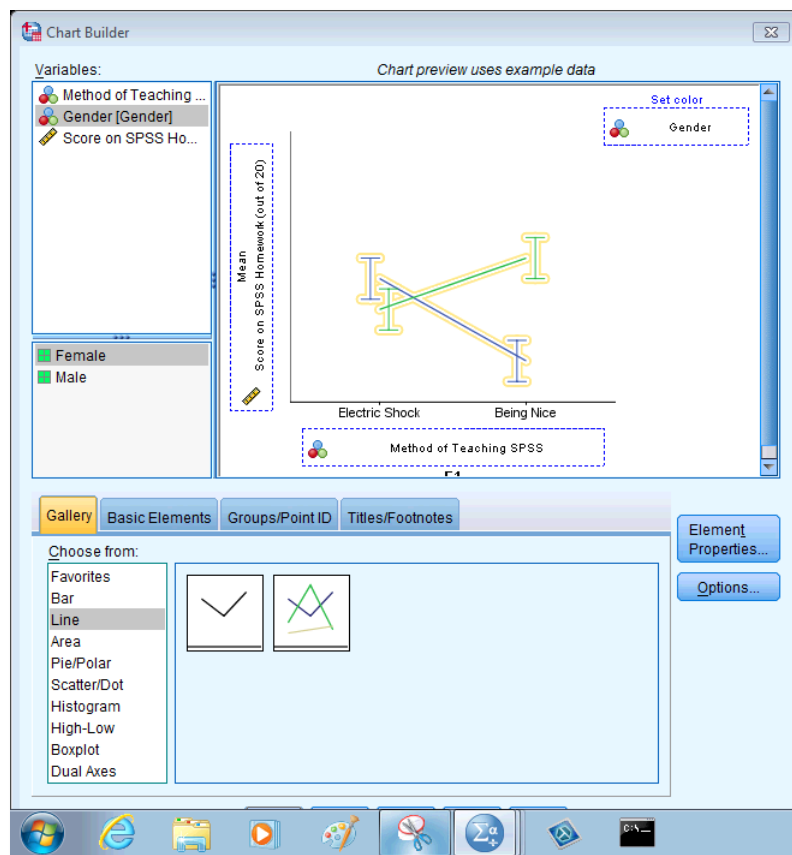 Chart Builder
Variables:
Method of Teaching ...
Gender [Gender]
Score on SPSS Ho...
Female
Male
Chart preview uses example data
Set color
Gender
Mean
Score on SPSS Homework (out of 20)
Electric Shock
Being Nice
Method of Teaching SPSS
Gallery
Basic Elements
Groups/Point ID
Titles/Footnotes
Choose from:
Favorites
Bar
Line
Area
Pie/Polar
Scatter/Dot
Histogram
High-Low
Boxplot
Dual Axes
Element
Properties...
Options...